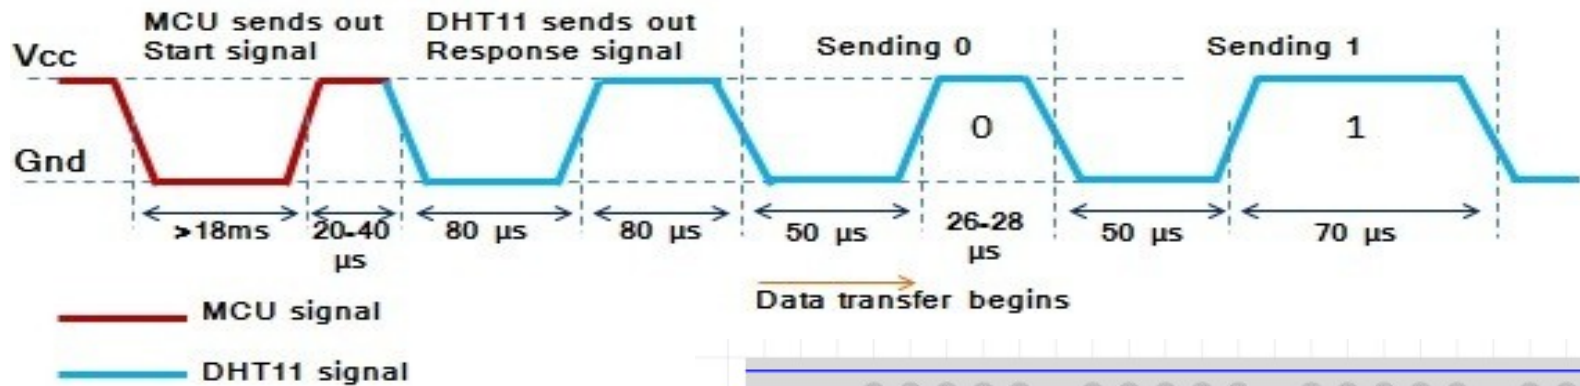 MCU sends out
Start signal
DHT11 sends out
Response signal
Sending 0
Sending 1
Vcc
0
1
Gnd
>18ms
20-40
µs
80 µs
80 µs
50 µs
26-28
µs
50 µs
70 µs
Data transfer begins
MCU signal
DHT11 signal